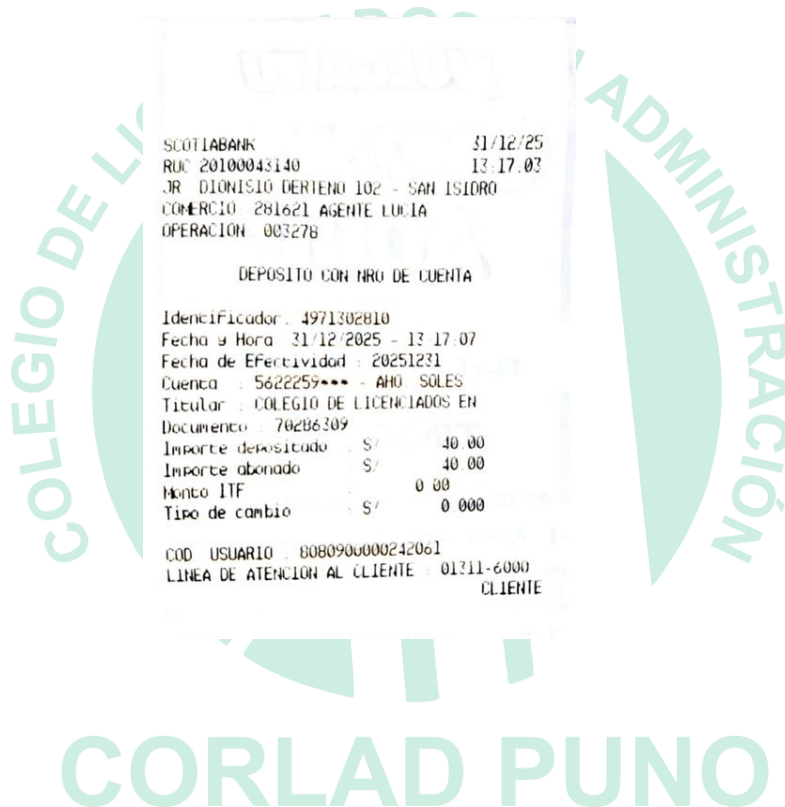 COLEGIO DE LI ADOS ADMINISTRACIÓN
SCOTIABANK 31/12/25
RUC 20100043140 13:17.03
JR DIONISIO DERTENO 102 - SAN ISIDRO
COMERCIO: 281621 AGENTE LUCIA
OPERACION : 003278
DEPOSITO CON NRO DE CUENTA
Identificador: 4971302810
Fecha y Hora 31/12/2025 - 13:17:07
Fecha de Efectividad : 20251231
Cuenta : 5622259*** - AHO SOLES
Titular : COLEGIO DE LICENCIADOS EN
Documento : 70286309
Importe depositado : S/ 40.00
Importe abonado : S/ 40.00
Monto ITF : 0.00
Tipo de cambio : S/ 0.000
COD USUARIO : 8080900000242061
LINEA DE ATENCION AL CLIENTE : 01311-6000
CLIENTE
CORLAD PUNO